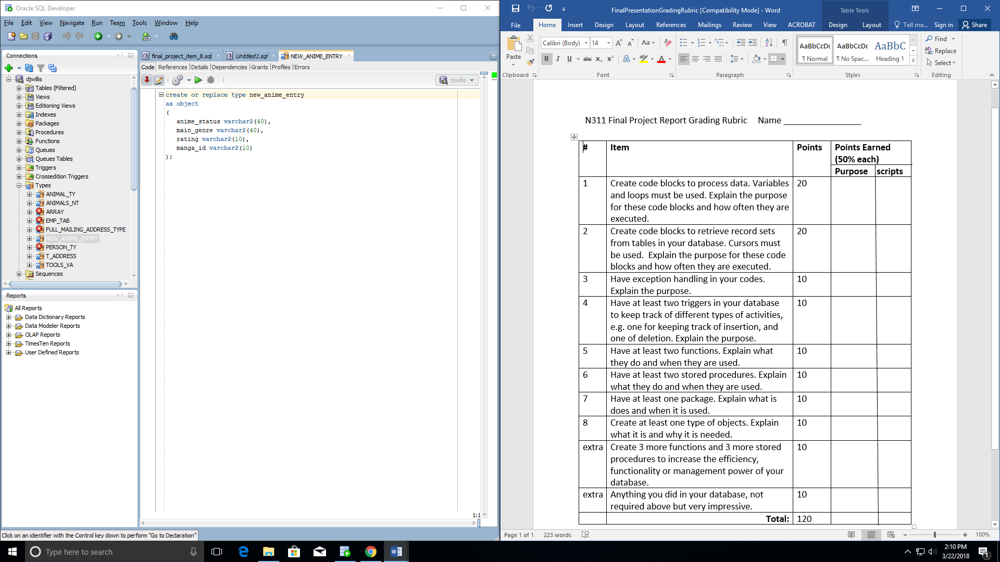 Oracle SQL Developer
File Edit View Navigate Run Team Tools Window Help
Connections
djwillis
Tables (Filtered)
Views
Editioning Views
Indexes
Packages
Procedures
Functions
Queues
Queues Tables
Triggers
Crossedition Triggers
Types
ANIMAL_TY
ANIMALS_NT
ARRAY
EMP_TAB
FULL_MAILING_ADDRESS_TYPE
NEW_ANIME_ENTRY
PERSON_TY
T_ADDRESS
TOOLS_VA
Sequences
Reports
All Reports
Data Dictionary Reports
Data Modeler Reports
OLAP Reports
TimesTen Reports
User Defined Reports
final_project_item_8.sql Untitled1.sql NEW_ANIME_ENTRY
Code References Details Dependencies Grants Profiles Errors
djwillis
create or replace type new_anime_entry
as object
(
anime_status varchar2(40),
main_genre varchar2(40),
rating varchar2(10),
manga_id varchar2(10)
);
1:1
Click on an identifier with the Control key down to perform "Go to Declaration"
FinalPresentationGradingRubric [Compatibility Mode] - Word
Table Tools
File Home Insert Design Layout References Mailings Review View ACROBAT Design Layout Tell me... Sign in Share
Paste
Clipboard
Calibri (Body) 14
B I U abc x₂ x²
Font
Paragraph
AaBbCcDc AaBbCcDc AaBbC
¶ Normal ¶ No Spac... Heading 1
Styles
Find
Replace
Select
Editing
N311 Final Project Report Grading Rubric Name ________________
# Item Points Points Earned
(50% each)
Purpose scripts
1 Create code blocks to process data. Variables 20
and loops must be used. Explain the purpose
for these code blocks and how often they are
executed.
2 Create code blocks to retrieve record sets 20
from tables in your database. Cursors must
be used. Explain the purpose for these code
blocks and how often they are executed.
3 Have exception handling in your codes. 10
Explain the purpose.
4 Have at least two triggers in your database 10
to keep track of different types of activities,
e.g. one for keeping track of insertion, and
one of deletion. Explain the purpose.
5 Have at least two functions. Explain what 10
they do and when they are used.
6 Have at least two stored procedures. Explain 10
what they do and when they are used.
7 Have at least one package. Explain what is 10
does and when it is used.
8 Create at least one type of objects. Explain 10
what it is and why it is needed.
extra Create 3 more functions and 3 more stored 10
procedures to increase the efficiency,
functionality or management power of your
database.
extra Anything you did in your database, not 10
required above but very impressive.
Total: 120
Page 1 of 1 223 words 100%
Type here to search
2:10 PM
3/22/2018
1